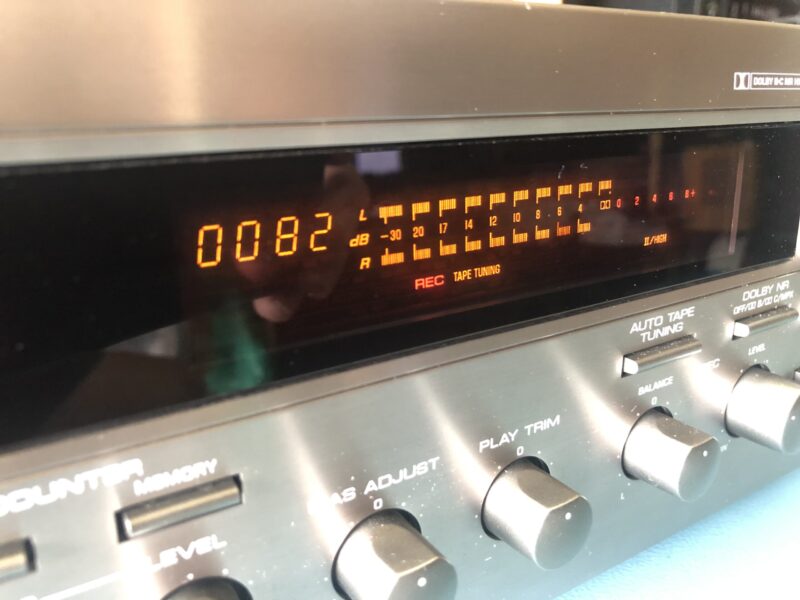 DOLBY B-C NR
0082
L
dB -30 20 17 14 12 10 8 6 4 0 2 4 6 8+
R
REC TAPE TUNING
II/HIGH
AUTO TAPE
TUNING
DOLBY NR
OFF/ B/ C/MPX
COUNTER
MEMORY
BIAS ADJUST
0
PLAY TRIM
0
BALANCE
0
L
LEVEL
LEVEL